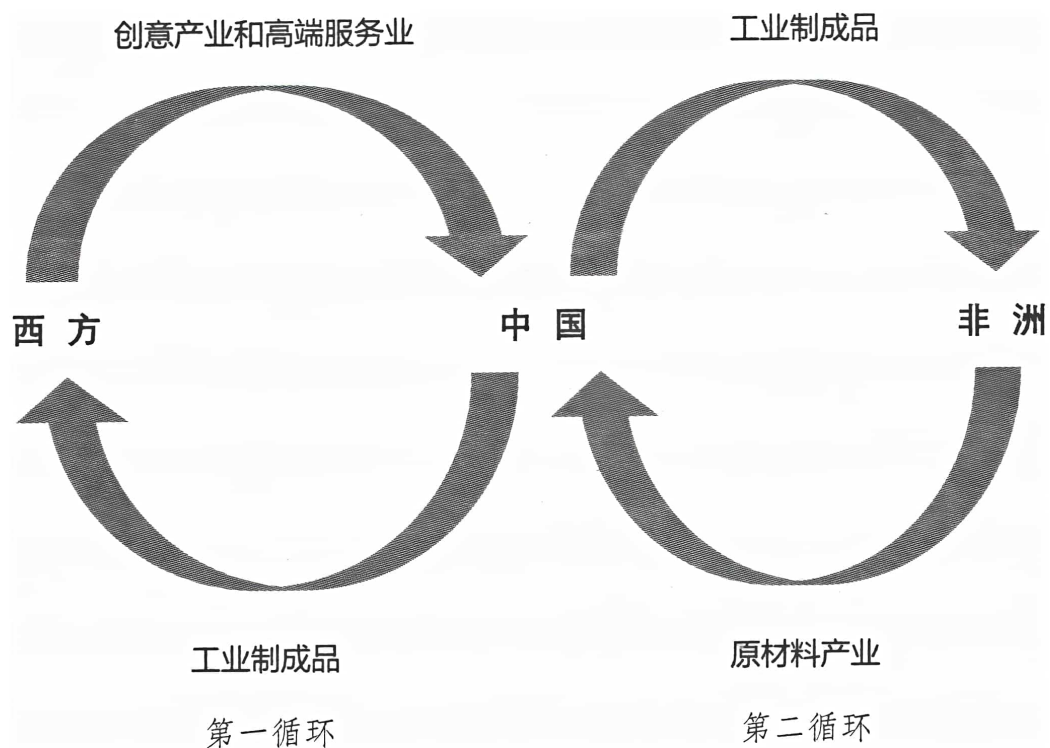 创意产业和高端服务业
工业制成品
西方
中国
非洲
工业制成品
原材料产业
第一循环
第二循环